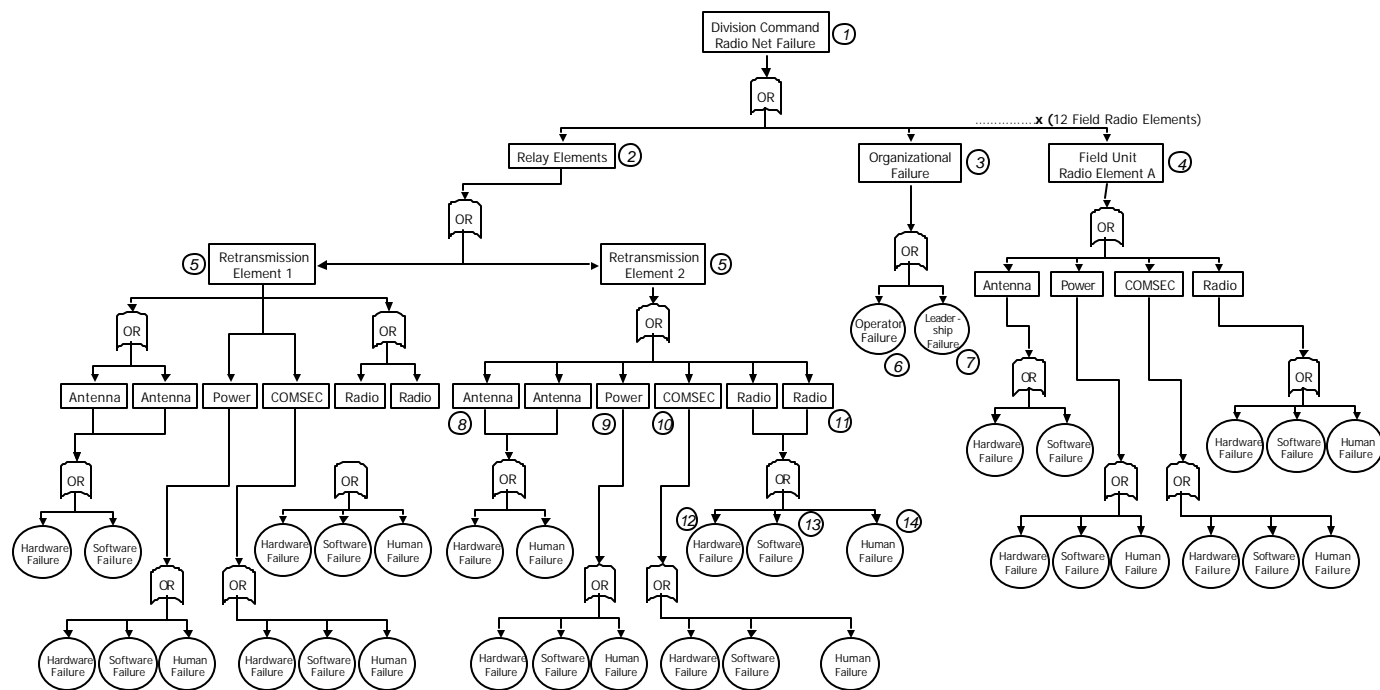 Division Command
Radio Net Failure
1
OR
...............x (12 Field Radio Elements)
Relay Elements
2
Organizational
Failure
3
Field Unit
Radio Element A
4
OR
OR
OR
5
Retransmission
Element 1
Retransmission
Element 2
5
Antenna
Power
COMSEC
Radio
OR
OR
OR
Operator
Failure
6
Leader -
ship
Failure
7
Antenna
Antenna
Power
COMSEC
Radio
Radio
Antenna
Antenna
Power
COMSEC
Radio
Radio
8
9
10
11
OR
OR
Hardware
Failure
Software
Failure
Hardware
Failure
Software
Failure
Human
Failure
OR
OR
OR
OR
OR
OR
Hardware
Failure
Software
Failure
Hardware
Failure
Software
Failure
Human
Failure
Hardware
Failure
Human
Failure
12
Hardware
Failure
13
Software
Failure
14
Human
Failure
Hardware
Failure
Software
Failure
Human
Failure
Hardware
Failure
Software
Failure
Human
Failure
OR
OR
OR
OR
Hardware
Failure
Software
Failure
Human
Failure
Hardware
Failure
Software
Failure
Human
Failure
Hardware
Failure
Software
Failure
Human
Failure
Hardware
Failure
Software
Failure
Human
Failure